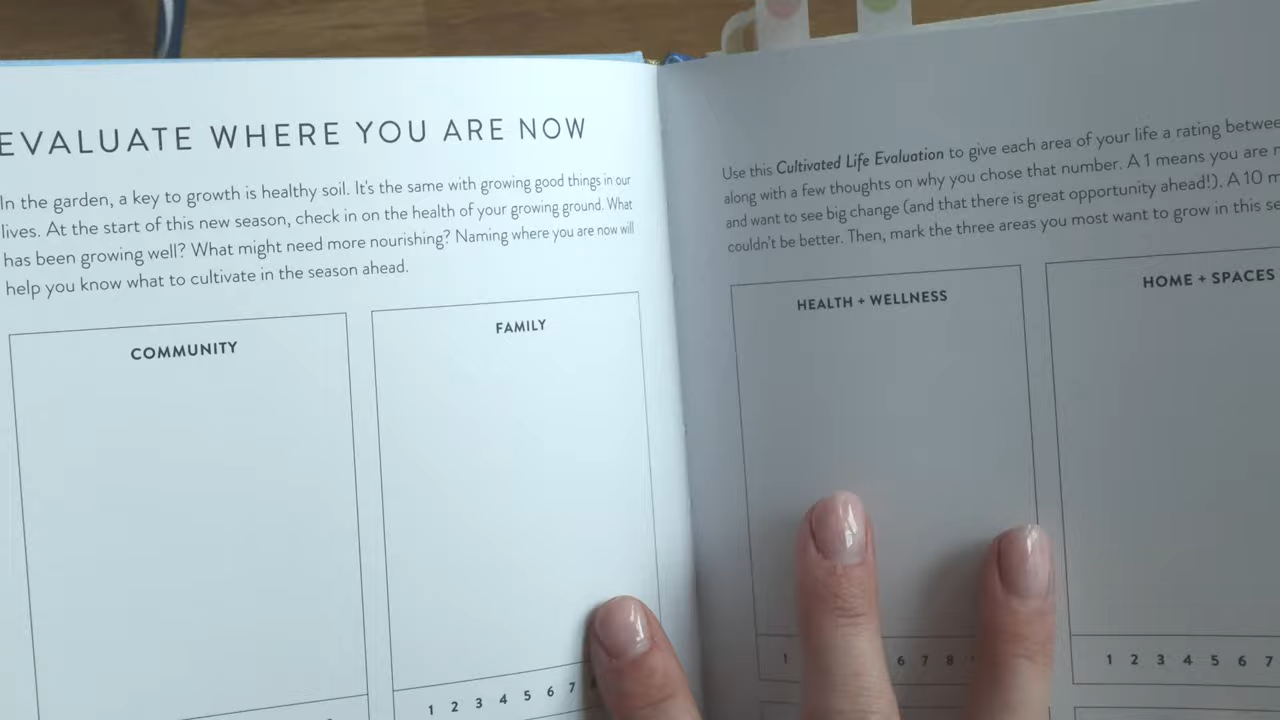 EVALUATE WHERE YOU ARE NOW
In the garden, a key to growth is healthy soil. It's the same with growing good things in our
lives. At the start of this new season, check in on the health of your growing ground. What
has been growing well? What might need more nourishing? Naming where you are now will
help you know what to cultivate in the season ahead.
COMMUNITY
FAMILY
1 2 3 4 5 6 7
Use this Cultivated Life Evaluation to give each area of your life a rating
along with a few thoughts on why you chose that number. A 1 means you are
and want to see big change (and that there is great opportunity ahead!). A 10
couldn't be better. Then, mark the three areas you most want to grow in this
HEALTH + WELLNESS
1 6 7 8
HOME + SPACES
1 2 3 4 5 6 7